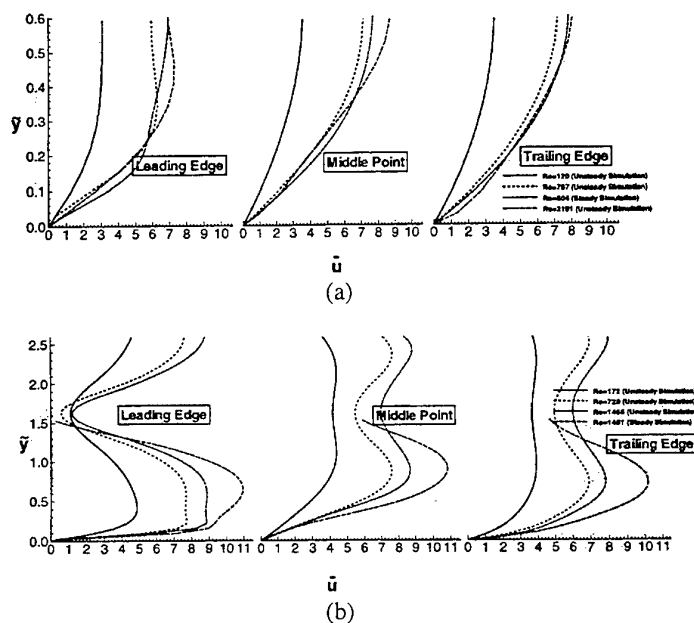 0.6
0.5
0.4
ỹ
0.3
0.2
0.1
0.0
Leading Edge
Middle Point
Trailing Edge
Re=129 (Unsteady Simulation)
Re=787 (Unsteady Simulation)
Re=804 (Steady Simulation)
Re=2191 (Unsteady Simulation)
0 1 2 3 4 5 6 7 8 9 10
0 1 2 3 4 5 6 7 8 9 10
0 1 2 3 4 5 6 7 8 9 10
ū
(a)
2.5
2.0
1.5
ỹ
1.0
0.5
0.0
Leading Edge
Middle Point
Re=172 (Unsteady Simulation)
Re=728 (Unsteady Simulation)
Re=1464 (Unsteady Simulation)
Re=1481 (Steady Simulation)
Trailing Edge
0 1 2 3 4 5 6 7 8 9 10 11
0 1 2 3 4 5 6 7 8 9 10 11
0 1 2 3 4 5 6 7 8 9 10 11
ū
(b)